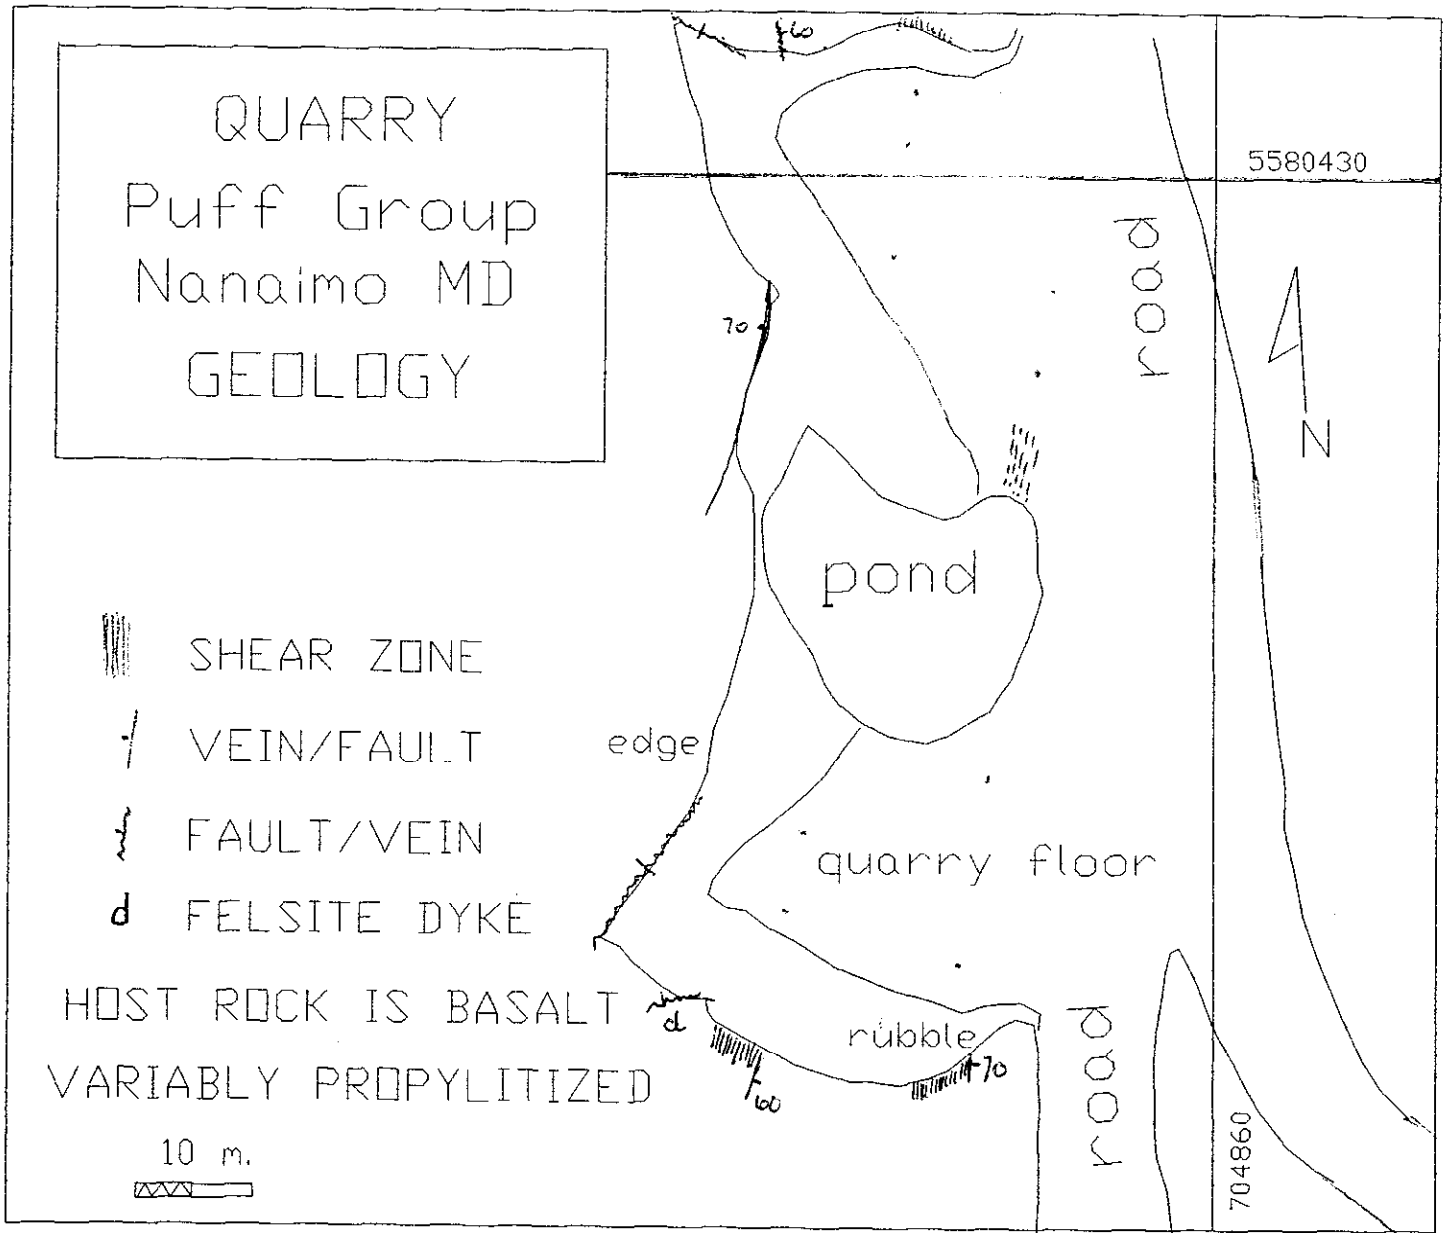 QUARRY
Puff Group
Nanaimo MD
GEOLOGY
60
5580430
road
70
N
pond
SHEAR ZONE
VEIN/FAULT
edge
FAULT/VEIN
quarry floor
d FELSITE DYKE
HOST ROCK IS BASALT
d
rubble
road
VARIABLY PROPYLITIZED
70
60
10 m.
704860